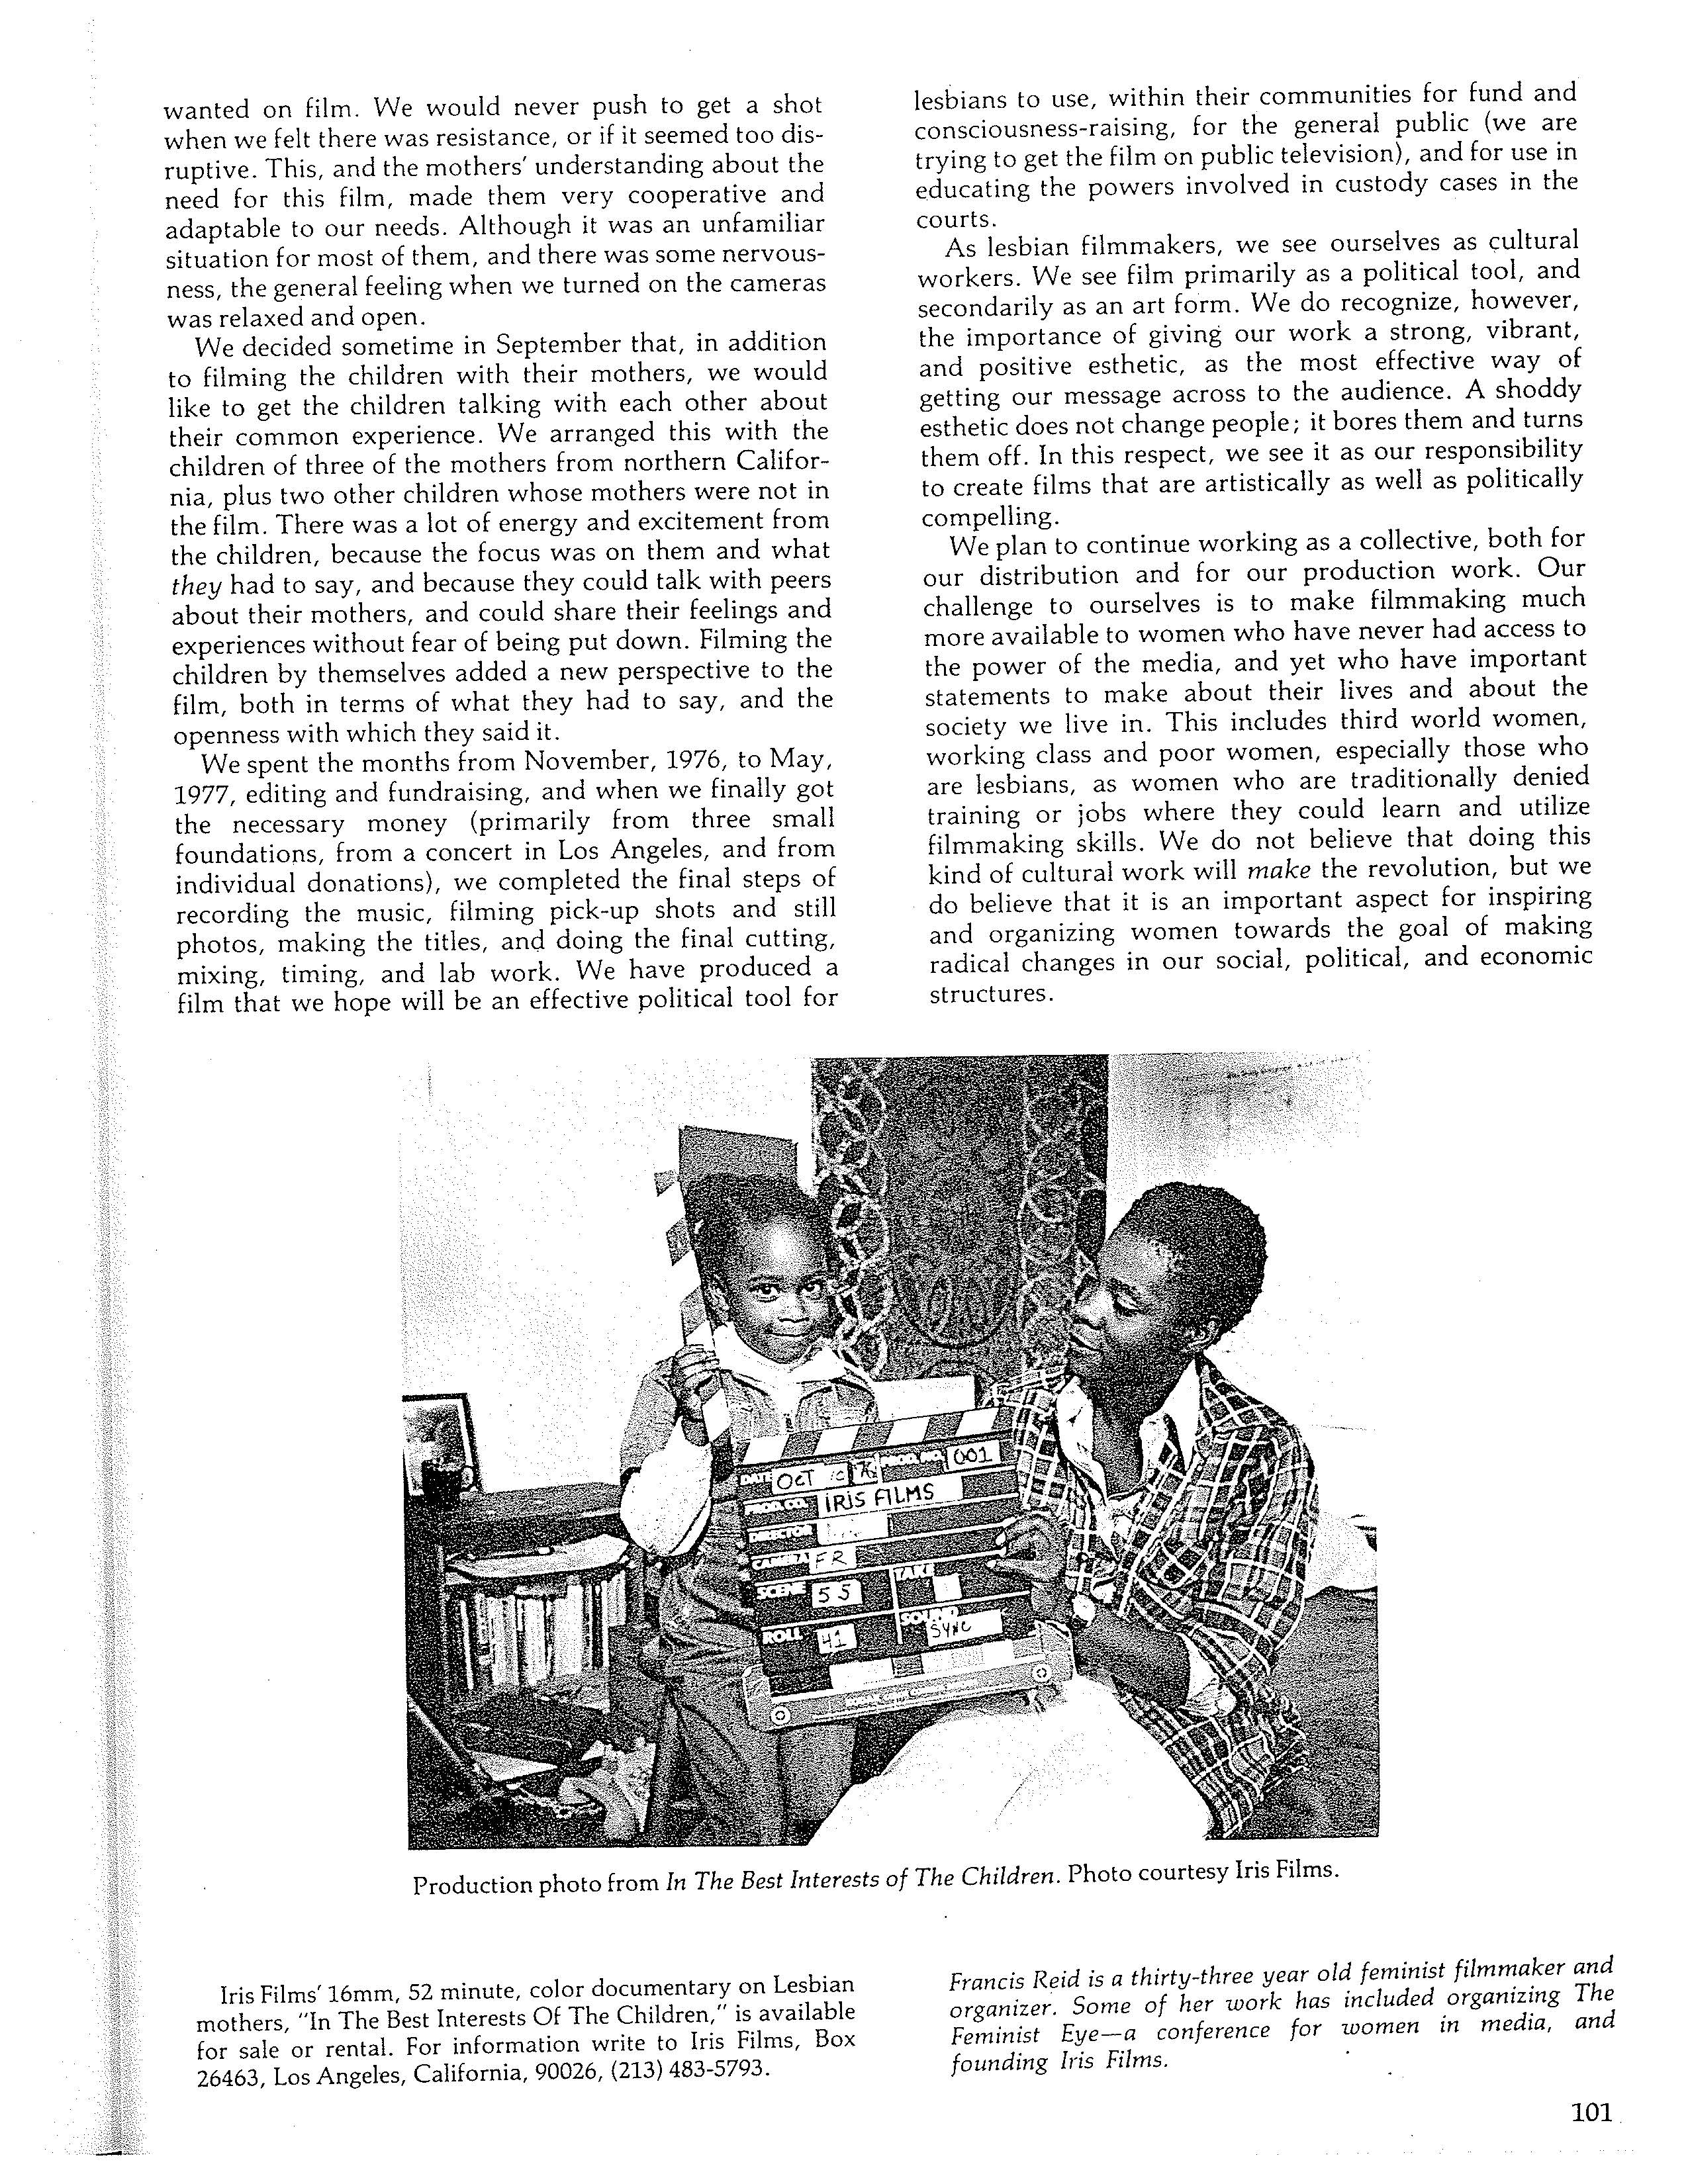 wanted on film. We would never push to get a shot
when we felt there was resistance, or if it seemed too dis-
ruptive. This, and the mothers' understanding about the
need for this film, made them very cooperative and
adaptable to our needs. Although it was an unfamiliar
situation for most of them, and there was some nervous-
ness, the general feeling when we turned on the cameras
was relaxed and open.
We decided sometime in September that, in addition
to filming the children with their mothers, we would
like to get the children talking with each other about
their common experience. We arranged this with the
children of three of the mothers from northern Califor-
nia, plus two other children whose mothers were not in
the film. There was a lot of energy and excitement from
the children, because the focus was on them and what
they had to say, and because they could talk with peers
about their mothers, and could share their feelings and
experiences without fear of being put down. Filming the
children by themselves added a new perspective to the
film, both in terms of what they had to say, and the
openness with which they said it.
We spent the months from November, 1976, to May,
1977, editing and fundraising, and when we finally got
the necessary money (primarily from three small
foundations, from a concert in Los Angeles, and from
individual donations), we completed the final steps of
recording the music, filming pick-up shots and still
photos, making the titles, and doing the final cutting,
mixing, timing, and lab work. We have produced a
film that we hope will be an effective political tool for
lesbians to use, within their communities for fund and
consciousness-raising, for the general public (we are
trying to get the film on public television), and for use in
educating the powers involved in custody cases in the
courts.
As lesbian filmmakers, we see ourselves as cultural
workers. We see film primarily as a political tool, and
secondarily as an art form. We do recognize, however,
the importance of giving our work a strong, vibrant,
and positive esthetic, as the most effective way of
getting our message across to the audience. A shoddy
esthetic does not change people; it bores them and turns
them off. In this respect, we see it as our responsibility
to create films that are artistically as well as politically
compelling.
We plan to continue working as a collective, both for
our distribution and for our production work. Our
challenge to ourselves is to make filmmaking much
more available to women who have never had access to
the power of the media, and yet who have important
statements to make about their lives and about the
society we live in. This includes third world women,
working class and poor women, especially those who
are lesbians, as women who are traditionally denied
training or jobs where they could learn and utilize
filmmaking skills. We do not believe that doing this
kind of cultural work will make the revolution, but we
do believe that it is an important aspect for inspiring
and organizing women towards the goal of making
radical changes in our social, political, and economic
structures.
DATE OCT PROD. NO. 001
PROD. CO. IRIS FILMS
DIRECTOR
CAMERA FR
SCENE 55 TAKE
ROLL 41 SOUND SYNC
Production photo from In The Best Interests of The Children. Photo courtesy Iris Films.
Iris Films' 16mm, 52 minute, color documentary on Lesbian
mothers, "In The Best Interests Of The Children," is available
for sale or rental. For information write to Iris Films, Box
26463, Los Angeles, California, 90026, (213) 483-5793.
Francis Reid is a thirty-three year old feminist filmmaker and
organizer. Some of her work has included organizing The
Feminist Eye—a conference for women in media, and
founding Iris Films.
101